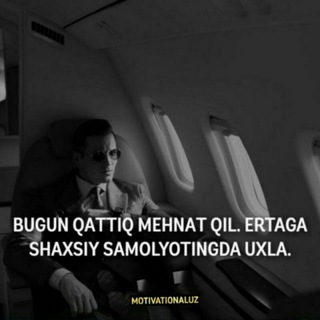 BUGUN QATTIQ MEHNAT QIL. ERTAGA
SHAXSIY SAMOLYOTINGDA UXLA.
MOTIVATIONALUZ